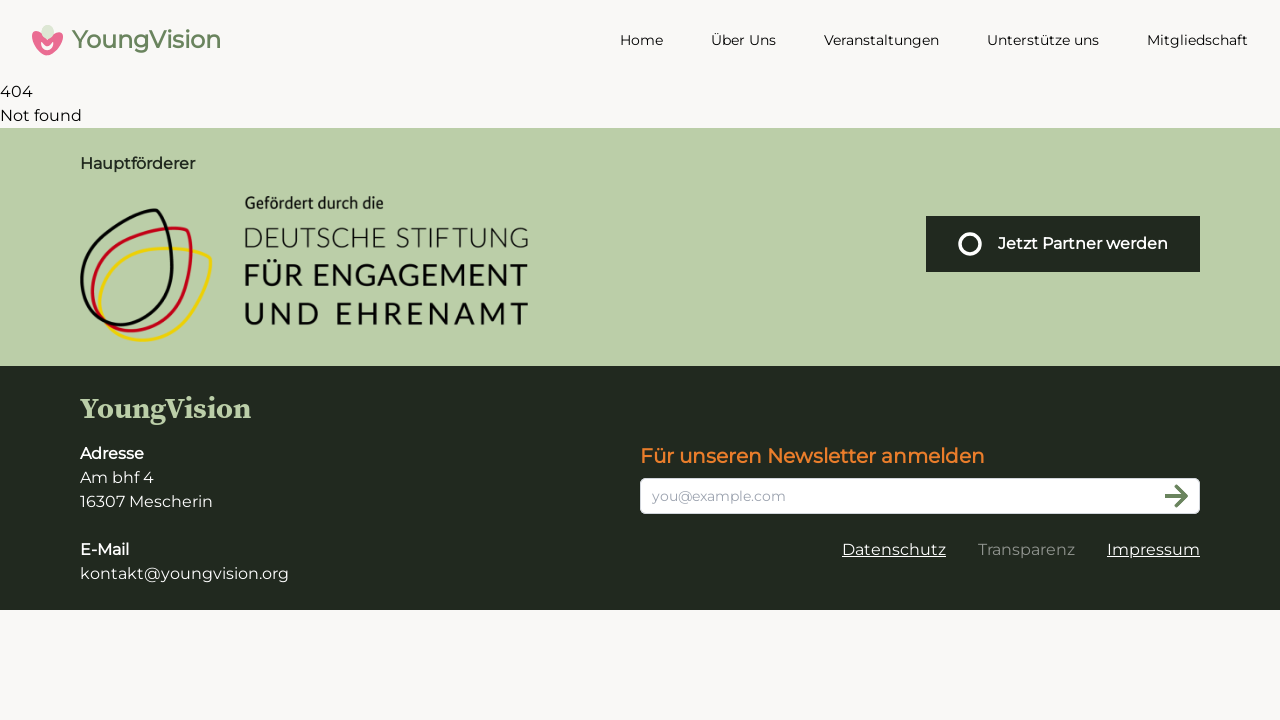 YoungVision
Home
Über Uns
Veranstaltungen
Unterstütze uns
Mitgliedschaft
404
Not found
Hauptförderer
Gefördert durch die
DEUTSCHE STIFTUNG
FÜR ENGAGEMENT
UND EHRENAMT
Jetzt Partner werden
YoungVision
Adresse
Am bhf 4
16307 Mescherin
E-Mail
kontakt@youngvision.org
Für unseren Newsletter anmelden
you@example.com
Datenschutz
Transparenz
Impressum